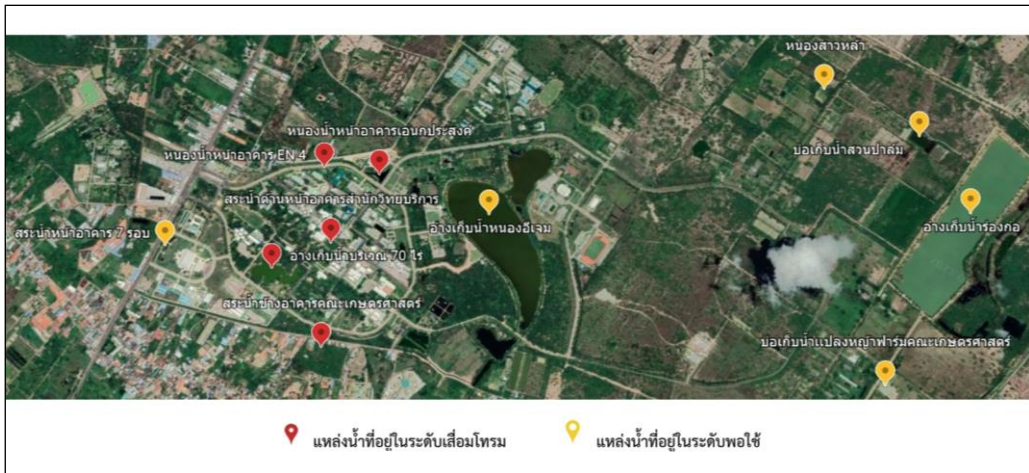 หนองสาวหล้า
หนองน้ำหน้าอาคารเอนกประสงค์
หนองน้ำหน้าอาคาร EN.4
บ่อเก็บน้ำสวนปาล์ม
สระน้ำด้านหน้าอาคารสำนักวิทยบริการ
สระน้ำหน้าอาคาร 7 รอบ
อ่างเก็บน้ำหนองอีเจม
อ่างเก็บน้ำร่องก่อ
อ่างเก็บน้ำบริเวณ 70 ไร่
สระน้ำข้างอาคารคณะเกษตรศาสตร์
บ่อเก็บน้ำแปลงหญ้าฟาร์มคณะเกษตรศาสตร์
แหล่งน้ำที่อยู่ในระดับเสื่อมโทรม
แหล่งน้ำที่อยู่ในระดับพอใช้